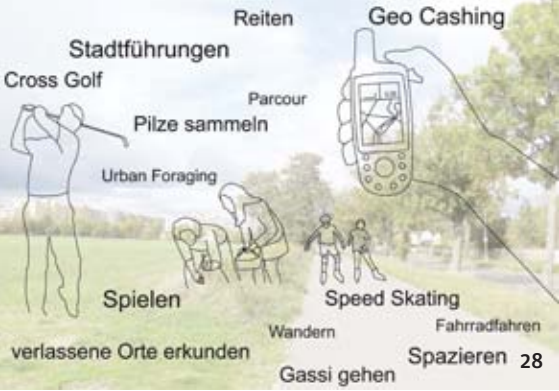 Reiten
Geo Cashing
Stadtführungen
Cross Golf
Parcour
Pilze sammeln
Urban Foraging
Spielen
Speed Skating
Wandern
Fahrradfahren
verlassene Orte erkunden
Spazieren
28
Gassi gehen